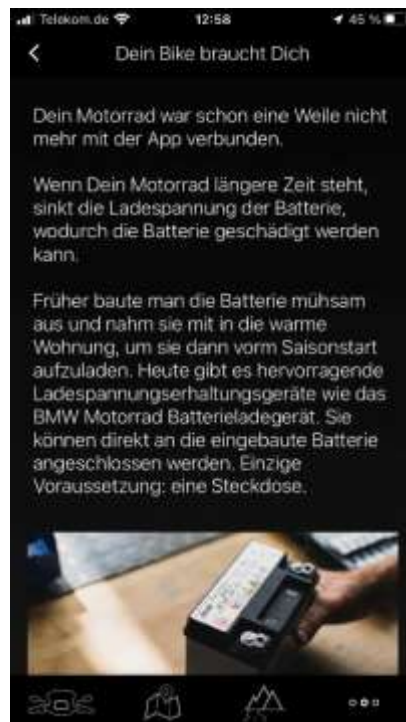 Telekom.de 12:58 45 %
Dein Bike braucht Dich
Dein Motorrad war schon eine Weile nicht
mehr mit der App verbunden.
Wenn Dein Motorrad längere Zeit steht,
sinkt die Ladespannung der Batterie,
wodurch die Batterie geschädigt werden
kann.
Früher baute man die Batterie mühsam
aus und nahm sie mit in die warme
Wohnung, um sie dann vorm Saisonstart
aufzuladen. Heute gibt es hervorragende
Ladespannungserhaltungsgeräte wie das
BMW Motorrad Batterieladegerät. Sie
können direkt an die eingebaute Batterie
angeschlossen werden. Einzige
Voraussetzung: eine Steckdose.